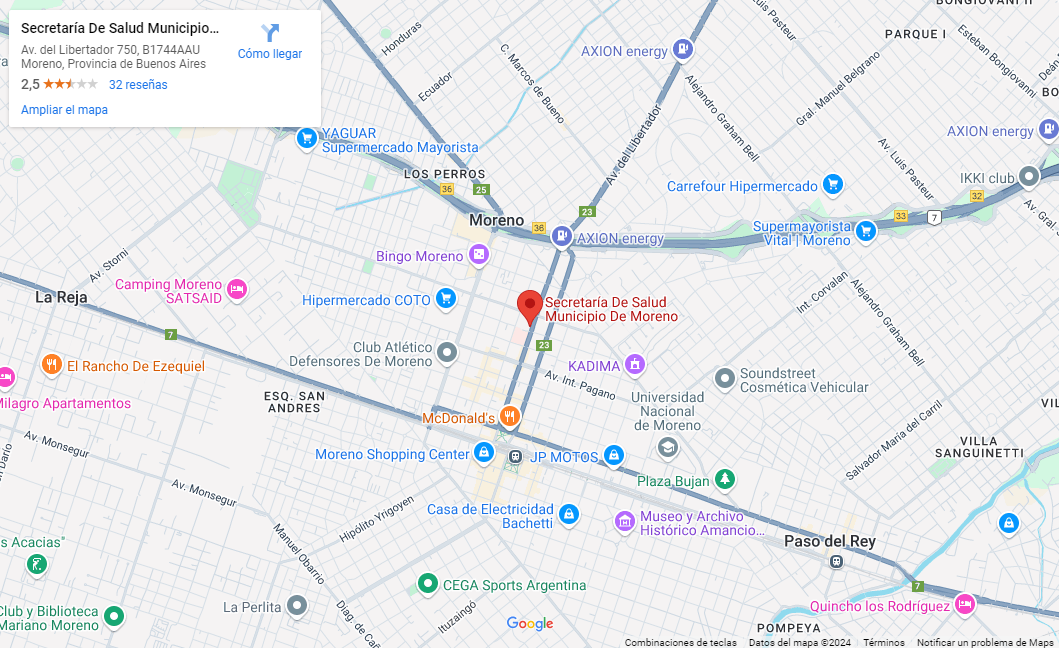 Secretaría De Salud Municipio...
Av. del Libertador 750, B1744AAU
Moreno, Provincia de Buenos Aires
2,5
32 reseñas
Ampliar el mapa
Cómo llegar
Honduras
Ecuador
C. Marcos de Bueno
AXION energy
BONGIOVANNI II
PARQUE I
Gral. Manuel Belgrano
Esteban Bongiovanni
Av. Luis Pasteur
Av. Luis Pasteur
Alejandro Graham Bell
Av. del Libertador
AXION energy
YAGUAR
Supermercado Mayorista
LOS PERROS
36
25
23
Carrefour Hipermercado
IKKI club
32
33
7
Av. Gral.
Moreno
36
AXION energy
Supermayorista
Vital | Moreno
Bingo Moreno
Av. Storni
Camping Moreno
SATSAID
La Reja
Hipermercado COTO
Secretaría De Salud
Municipio De Moreno
Int. Corvalan
Alejandro Graham Bell
7
23
Club Atlético
Defensores De Moreno
El Rancho De Ezequiel
KADIMA
Av. Int. Pagano
Soundstreet
Cosmética Vehicular
Milagro Apartamentos
ESQ. SAN
ANDRES
Universidad
Nacional
de Moreno
McDonald's
Salvador María del Carril
VILLA
SANGUINETTI
Av. Monsegur
Moreno Shopping Center
JP MOTOS
Plaza Bujan
Av. Monsegur
Hipólito Yrigoyen
Casa de Electricidad
Bachetti
Museo y Archivo
Histórico Amancio...
Paso del Rey
s Acacias"
Manuel Obarrio
CEGA Sports Argentina
7
La Perlita
Quincho los Rodríguez
Club y Biblioteca
Mariano Moreno
Ituzaingó
Google
POMPEYA
Combinaciones de teclas
Datos del mapa ©2024
Términos
Notificar un problema de Maps